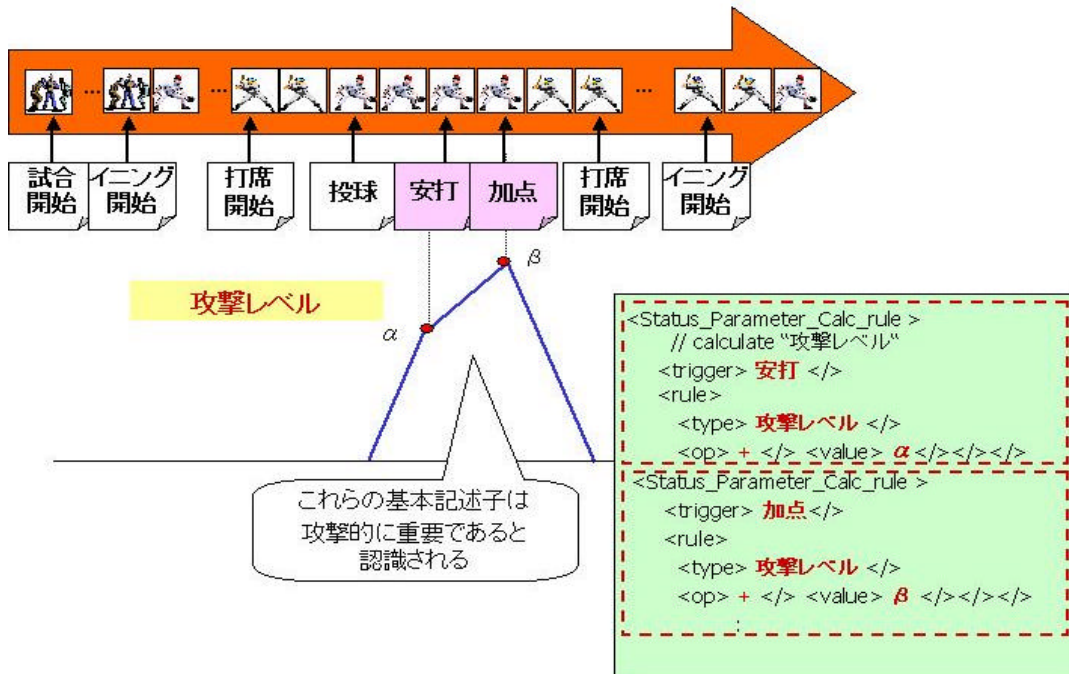 ... ... ...
試合
開始
イニング
開始
打席
開始
投球
安打
加点
打席
開始
イニング
開始
攻撃レベル
α
β
これらの基本記述子は
攻撃的に重要であると
認識される
<Status_Parameter_Calc_rule >
// calculate "攻撃レベル"
<trigger> 安打 </>
<rule>
<type> 攻撃レベル </>
<op> + </> <value> α </></></>
<Status_Parameter_Calc_rule >
<trigger> 加点</>
<rule>
<type> 攻撃レベル </>
<op> + </> <value> β </></></>
: